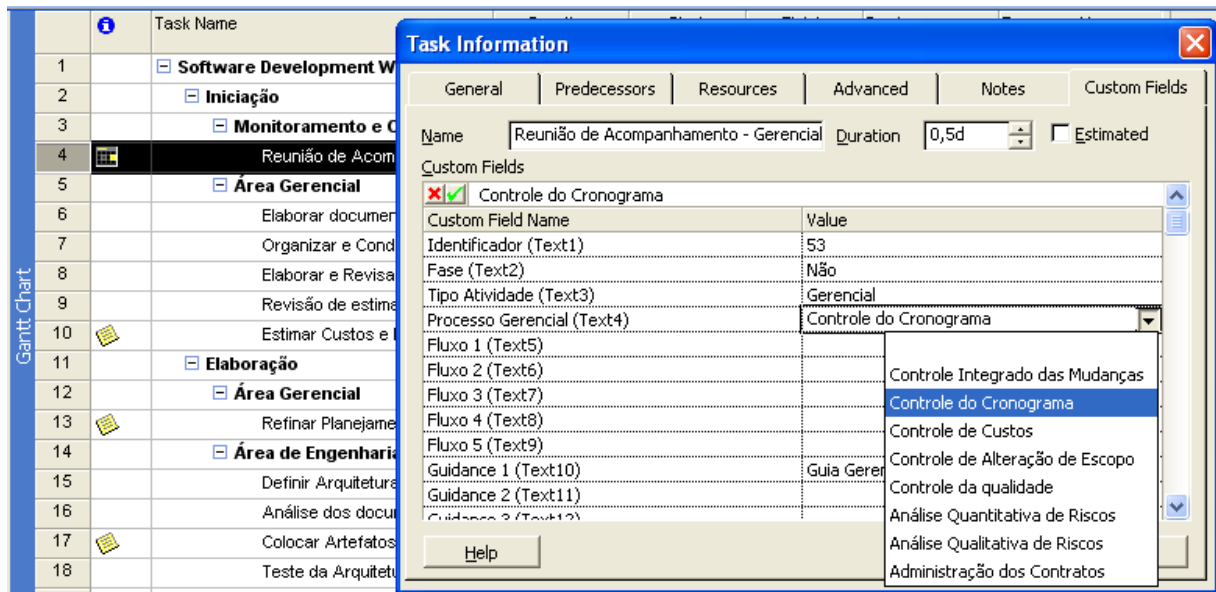 Task Name
1 Software Development W
2 Iniciação
3 Monitoramento e C
4 Reunião de Acom
5 Área Gerencial
6 Elaborar documen
7 Organizar e Cond
8 Elaborar e Revisa
9 Revisão de estima
10 Estimar Custos e
11 Elaboração
12 Área Gerencial
13 Refinar Planejame
14 Área de Engenharia
15 Definir Arquitetura
16 Análise dos docu
17 Colocar Artefatos
18 Teste da Arquitetu
Gantt Chart
Task Information
General Predecessors Resources Advanced Notes Custom Fields
Name Reunião de Acompanhamento - Gerencial Duration 0,5d Estimated
Custom Fields
Controle do Cronograma
Custom Field Name Value
Identificador (Text1) 53
Fase (Text2) Não
Tipo Atividade (Text3) Gerencial
Processo Gerencial (Text4) Controle do Cronograma
Fluxo 1 (Text5)
Fluxo 2 (Text6)
Fluxo 3 (Text7)
Fluxo 4 (Text8)
Fluxo 5 (Text9)
Guidance 1 (Text10) Guia Geren
Guidance 2 (Text11)
Guidance 3 (Text12)
Controle Integrado das Mudanças
Controle do Cronograma
Controle de Custos
Controle de Alteração de Escopo
Controle da qualidade
Análise Quantitativa de Riscos
Análise Qualitativa de Riscos
Administração dos Contratos
Help